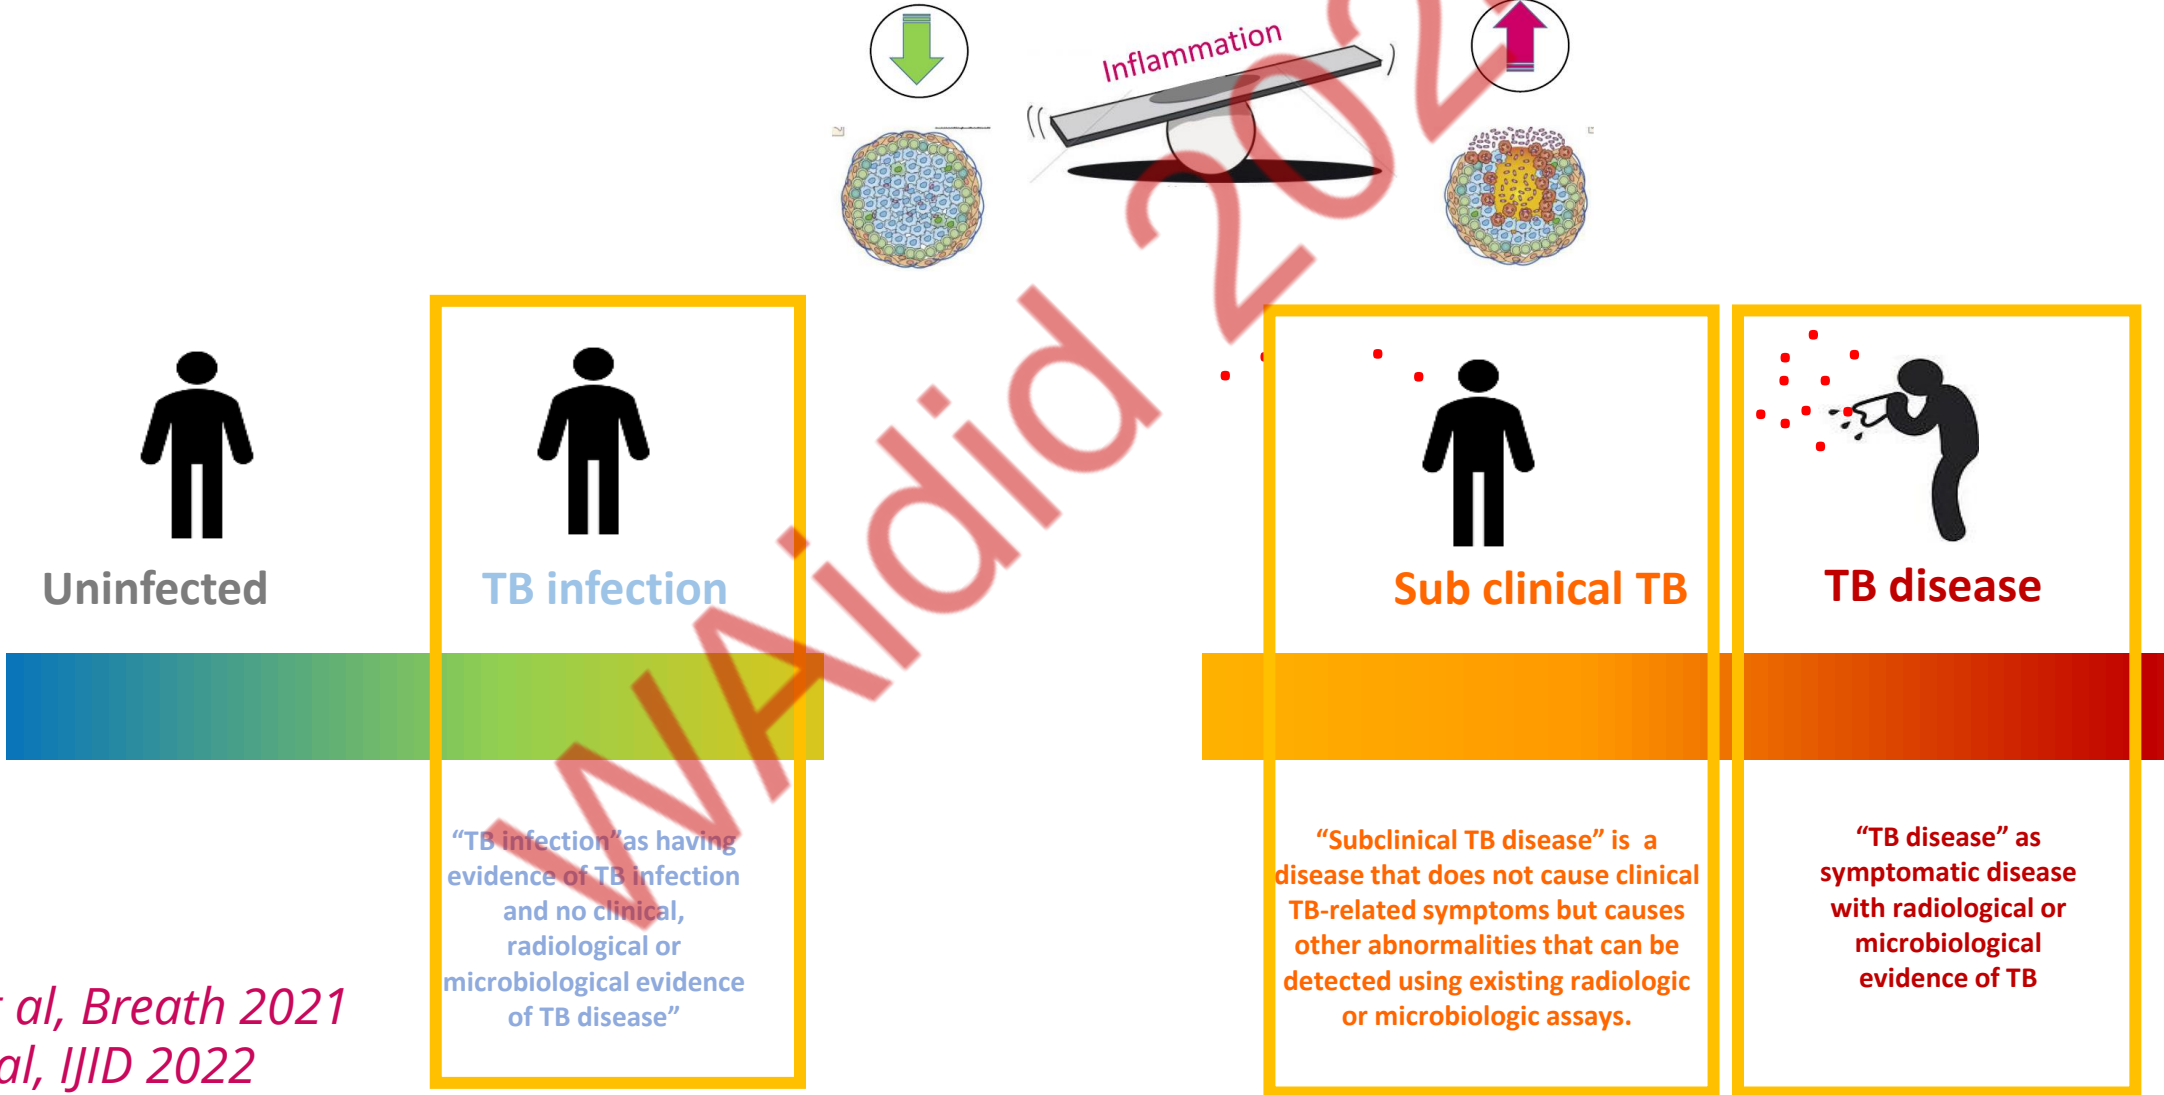 Inflammation
WAidid 202
Uninfected
TB infection
Sub clinical TB
TB disease
“TB infection”as having
evidence of TB infection
and no clinical,
radiological or
microbiological evidence
of TB disease”
“Subclinical TB disease” is a
disease that does not cause clinical
TB-related symptoms but causes
other abnormalities that can be
detected using existing radiologic
or microbiologic assays.
“TB disease” as
symptomatic disease
with radiological or
microbiological
evidence of TB
al, Breath 2021
al, IJID 2022